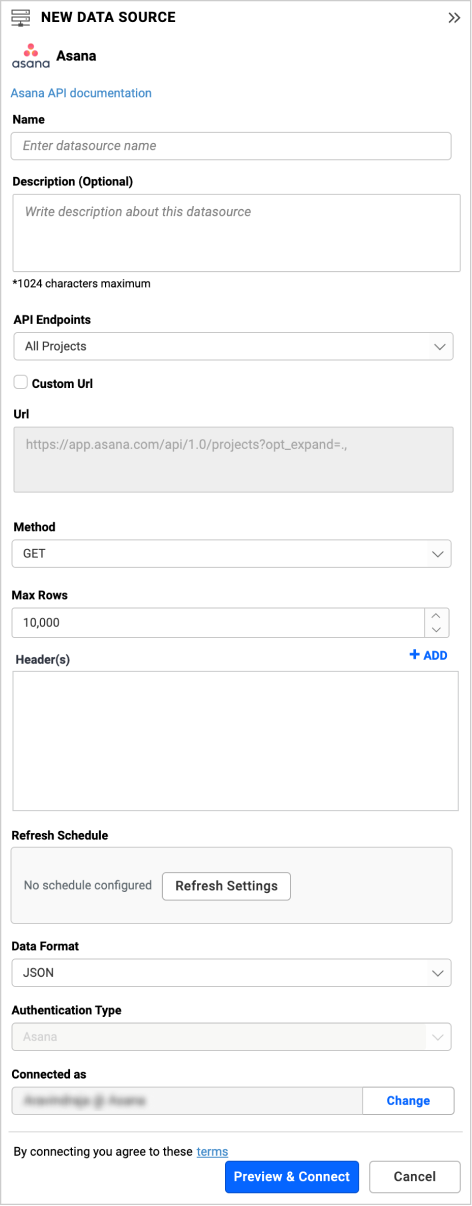 NEW DATA SOURCE
asana Asana
Asana API documentation
Name
Enter datasource name
Description (Optional)
Write description about this datasource
*1024 characters maximum
API Endpoints
All Projects
Custom Url
Url
https://app.asana.com/api/1.0/projects?opt_expand=.,
Method
GET
Max Rows
10,000
Header(s) + ADD
Refresh Schedule
No schedule configured Refresh Settings
Data Format
JSON
Authentication Type
Asana
Connected as
@ Asana Change
By connecting you agree to these terms
Preview & Connect Cancel